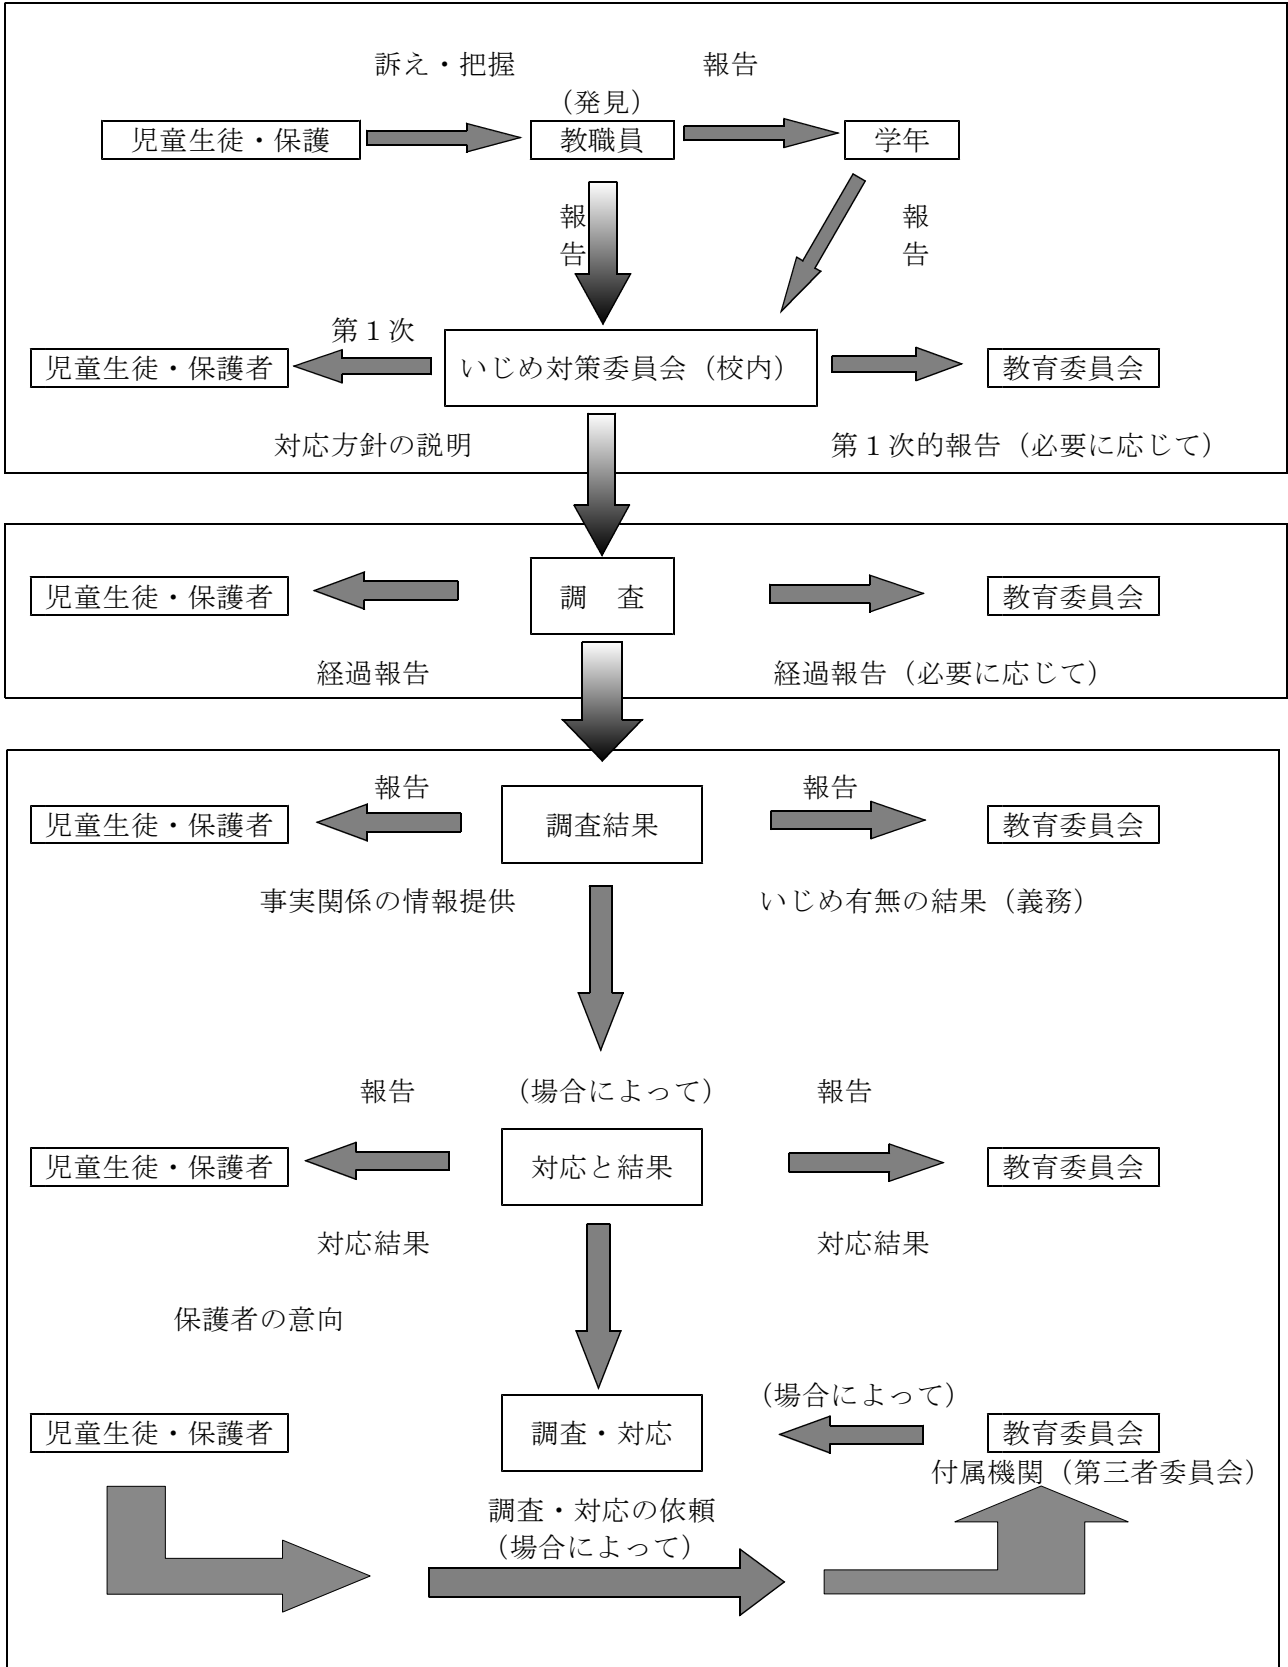 訴え・把握 報告
（発見）
児童生徒・保護 教職員 学年
報告 報告
第１次
児童生徒・保護者 いじめ対策委員会（校内） 教育委員会
対応方針の説明 第１次的報告（必要に応じて）
児童生徒・保護者 調　査 教育委員会
経過報告 経過報告（必要に応じて）
報告 報告
児童生徒・保護者 調査結果 教育委員会
事実関係の情報提供 いじめ有無の結果（義務）
報告 （場合によって） 報告
児童生徒・保護者 対応と結果 教育委員会
対応結果 対応結果
保護者の意向
（場合によって）
児童生徒・保護者 調査・対応 教育委員会
付属機関（第三者委員会）
調査・対応の依頼
（場合によって）